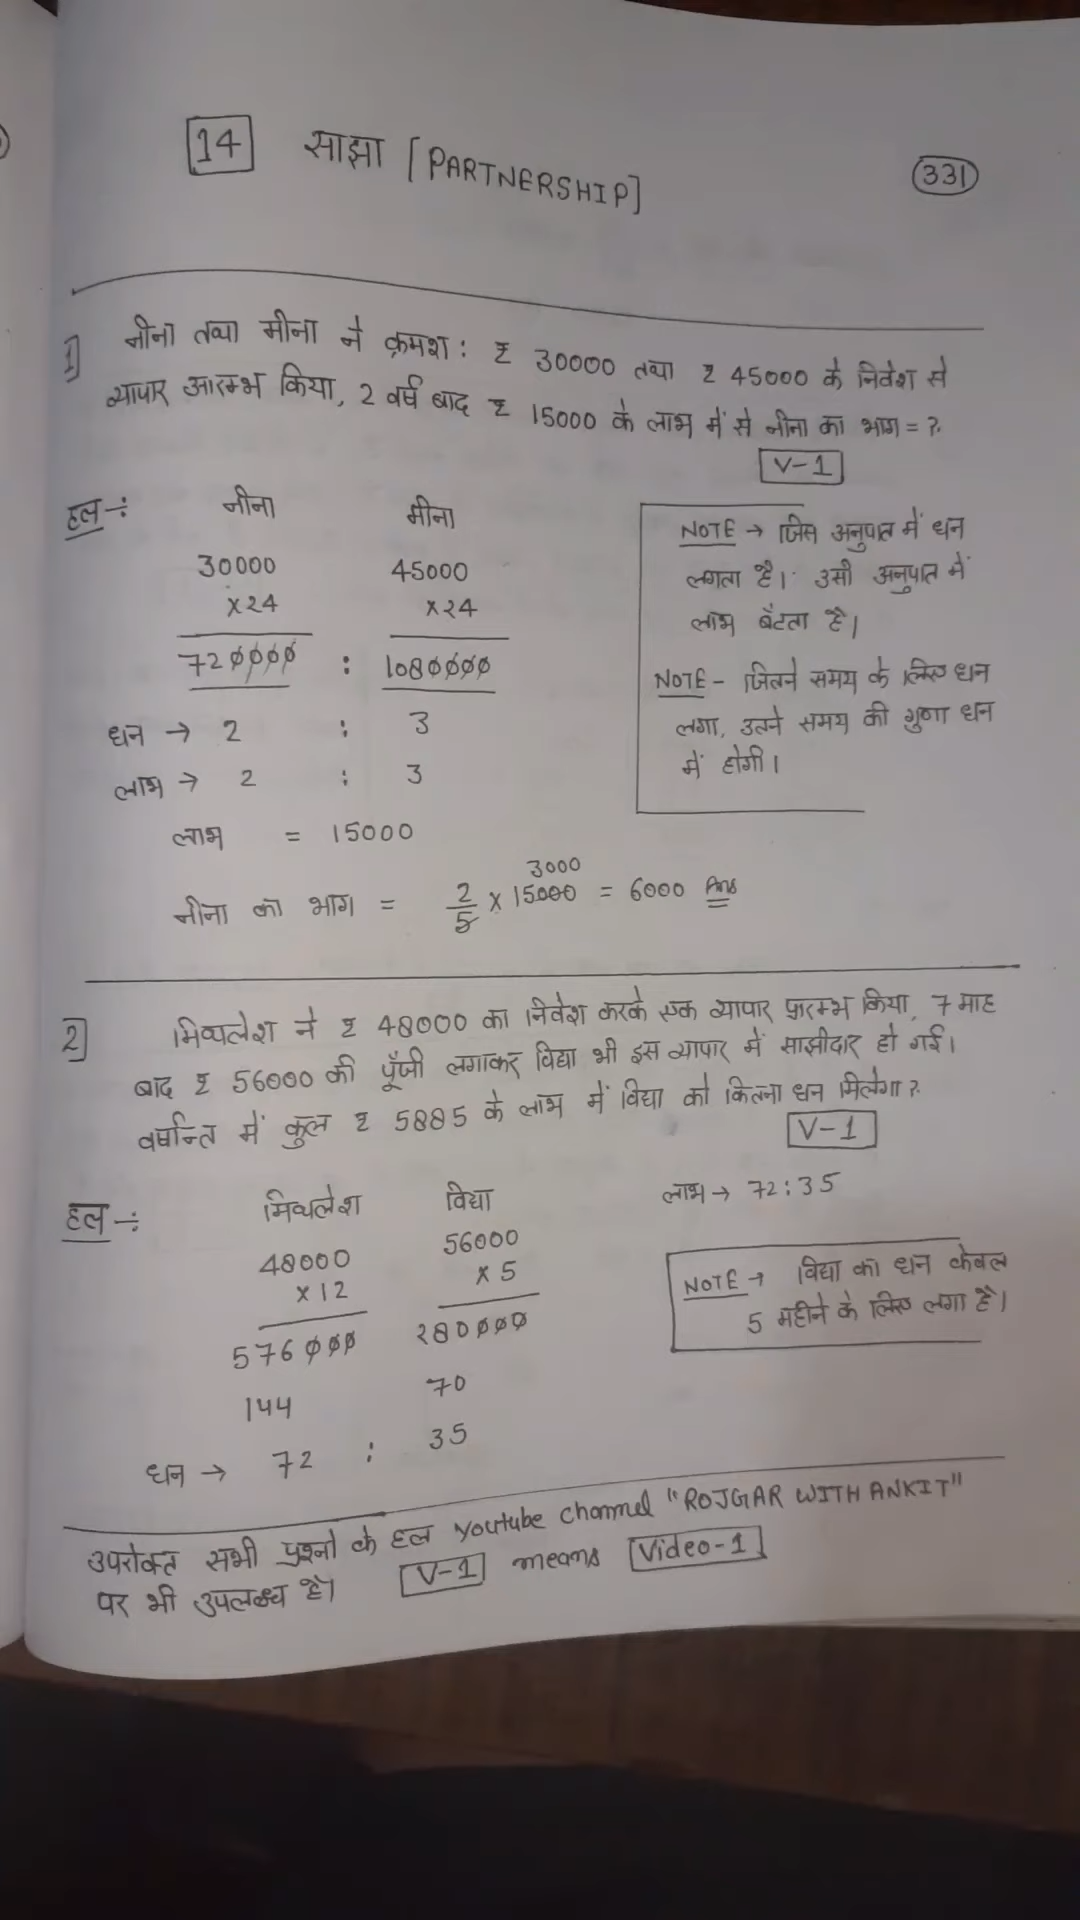 14 साझा [PARTNERSHIP]
331
1] नीना तथा मीना ने क्रमश: ₹ 30000 तथा ₹ 45000 के निवेश से
व्यापार आरम्भ किया, 2 वर्ष बाद ₹ 15000 के लाभ में से नीना का भाग = ?
V-1
हल ÷ नीना मीना
30000 45000
×24 ×24
720000 : 1080000
धन → 2 : 3
लाभ → 2 : 3
लाभ = 15000
3000
नीना का भाग = 2/5 × 15000 = 6000 Ans
NOTE → जिस अनुपात में धन
लगता है। उसी अनुपात में
लाभ बँटता है।
NOTE - जितने समय के लिए धन
लगा, उतने समय की गुणा धन
में होगी।
2] मिथलेश ने ₹ 48000 का निवेश करके एक व्यापार प्रारम्भ किया, 7 माह
बाद ₹ 56000 की पूँजी लगाकर विद्या भी इस व्यापार में साझीदार हो गई।
वर्षान्त में कुल ₹ 5885 के लाभ में विद्या को कितना धन मिलेगा ?
V-1
हल ÷ मिथलेश विद्या
48000 56000
×12 ×5
576000 280000
144 70
धन → 72 : 35
लाभ → 72 : 35
NOTE → विद्या का धन केवल
5 महीने के लिए लगा है।
उपरोक्त सभी प्रश्नों के हल Youtube Channel "ROJGAR WITH ANKIT"
पर भी उपलब्ध है। V-1 means Video-1